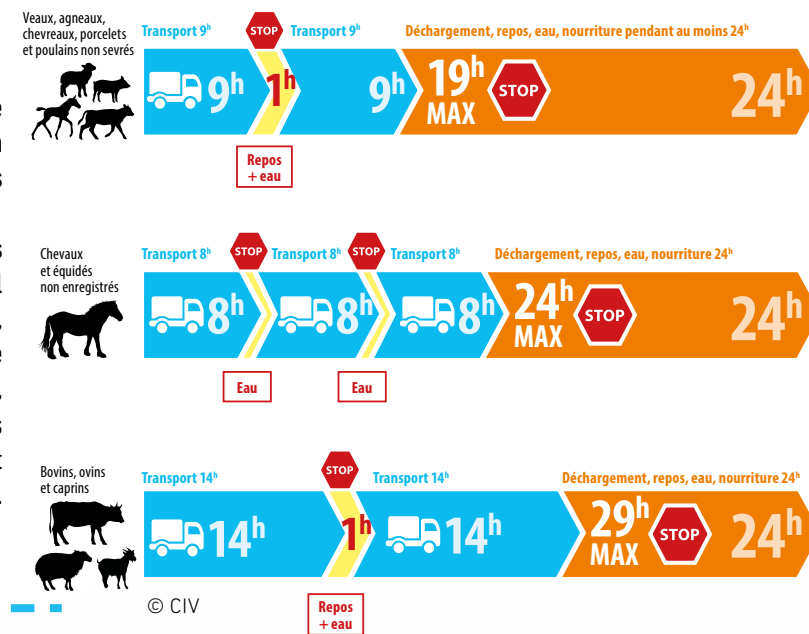 Veaux, agneaux,
chevreaux, porcelets
et poulains non sevrés
Transport 9h
STOP
Transport 9h
Déchargement, repos, eau, nourriture pendant au moins 24h
9h
1h
9h
19h
MAX
STOP
24h
Repos
+ eau
Chevaux
et équidés
non enregistrés
Transport 8h
STOP
Transport 8h
STOP
Transport 8h
Déchargement, repos, eau, nourriture 24h
8h
8h
8h
24h
MAX
STOP
24h
Eau
Eau
Bovins, ovins
et caprins
Transport 14h
STOP
Transport 14h
Déchargement, repos, eau, nourriture 24h
14h
1h
14h
29h
MAX
STOP
24h
© CIV
Repos
+ eau